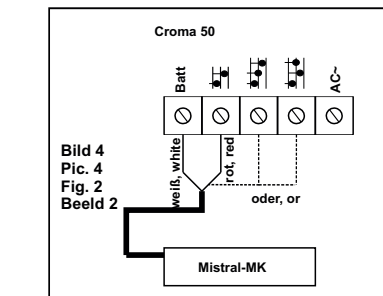 Croma 50
Batt
AC~
weiß, white
rot, red
Bild 4
Pic. 4
Fig. 2
Beeld 2
oder, or
Mistral-MK